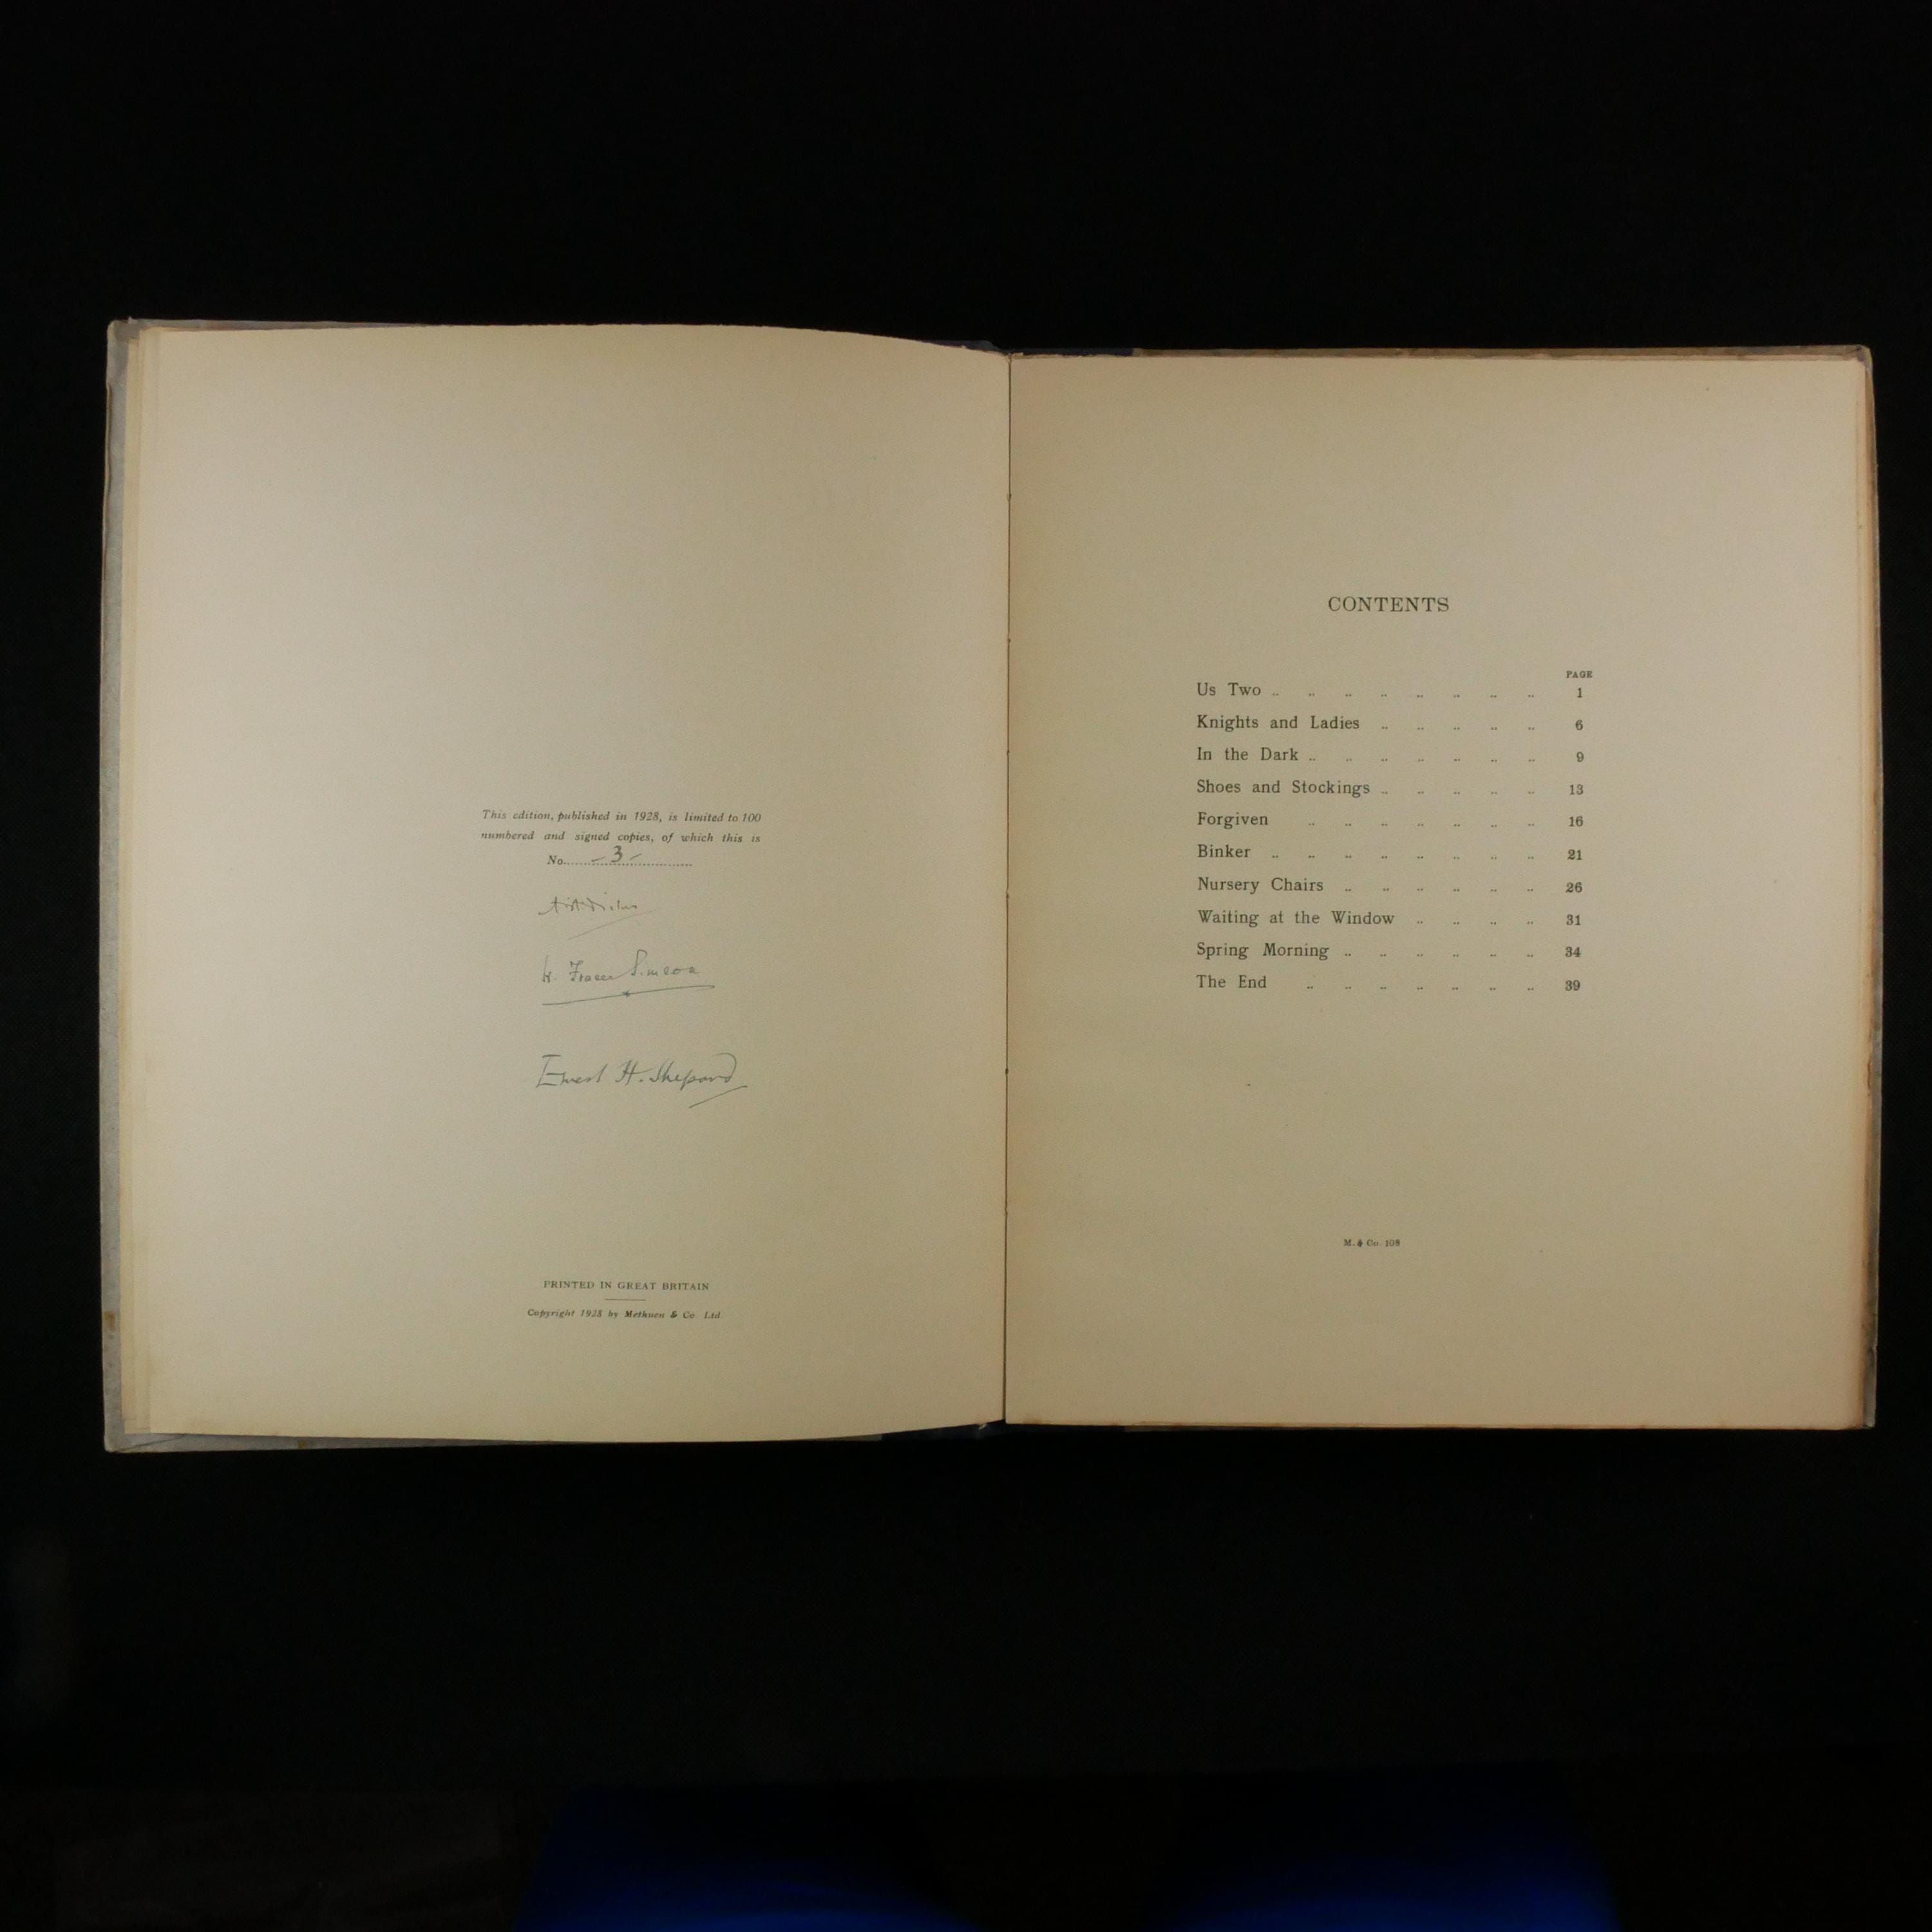 This edition, published in 1928, is limited to 100
numbered and signed copies, of which this is
No. - 3 -
H. Fraser-Simson
Ernest H. Shepard
PRINTED IN GREAT BRITAIN
Copyright 1928 by Methuen & Co Ltd
CONTENTS
PAGE
Us Two .. .. .. .. .. .. .. .. 1
Knights and Ladies .. .. .. .. .. 6
In the Dark .. .. .. .. .. .. .. 9
Shoes and Stockings .. .. .. .. .. 13
Forgiven .. .. .. .. .. .. .. 16
Binker .. .. .. .. .. .. .. .. 21
Nursery Chairs .. .. .. .. .. .. 26
Waiting at the Window .. .. .. .. 31
Spring Morning .. .. .. .. .. .. 34
The End .. .. .. .. .. .. .. 39
M. & Co. 108